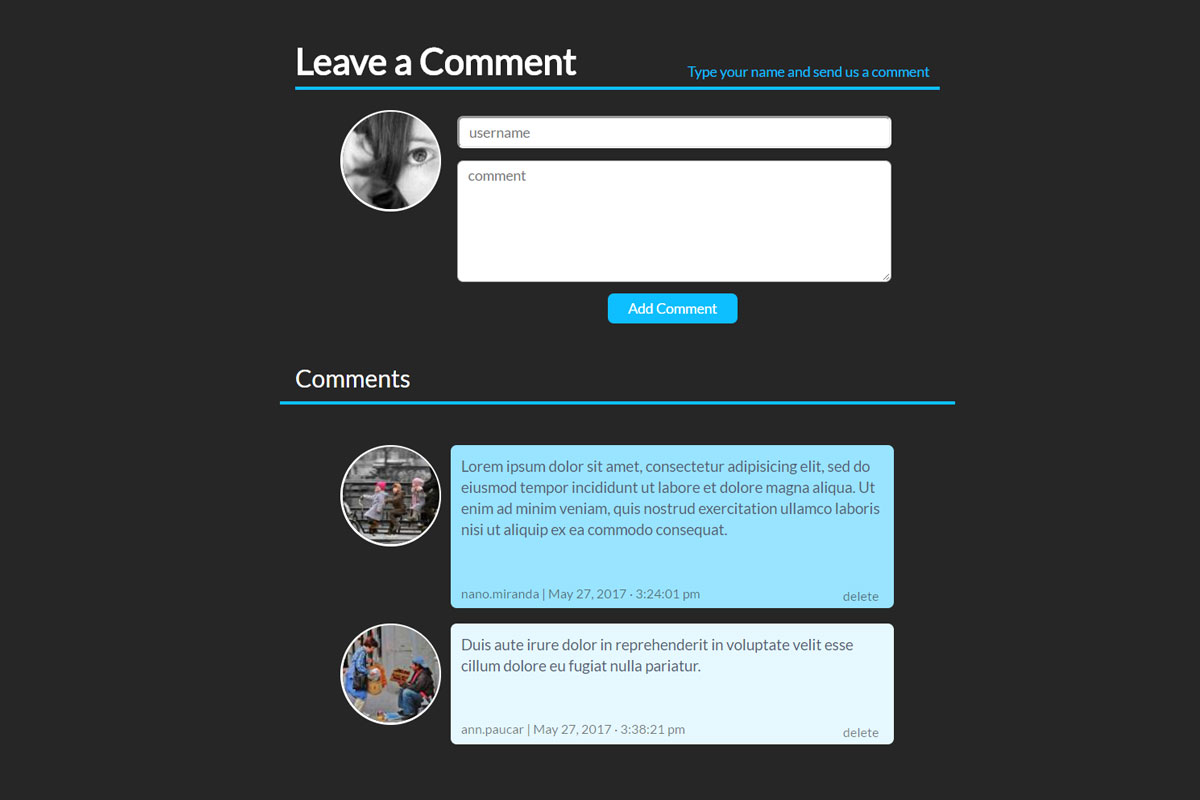 Leave a Comment
Type your name and send us a comment
username
comment
Add Comment
Comments
Lorem ipsum dolor sit amet, consectetur adipisicing elit, sed do
eiusmod tempor incididunt ut labore et dolore magna aliqua. Ut
enim ad minim veniam, quis nostrud exercitation ullamco laboris
nisi ut aliquip ex ea commodo consequat.
nano.miranda | May 27, 2017 · 3:24:01 pm
delete
Duis aute irure dolor in reprehenderit in voluptate velit esse
cillum dolore eu fugiat nulla pariatur.
ann.paucar | May 27, 2017 · 3:38:21 pm
delete